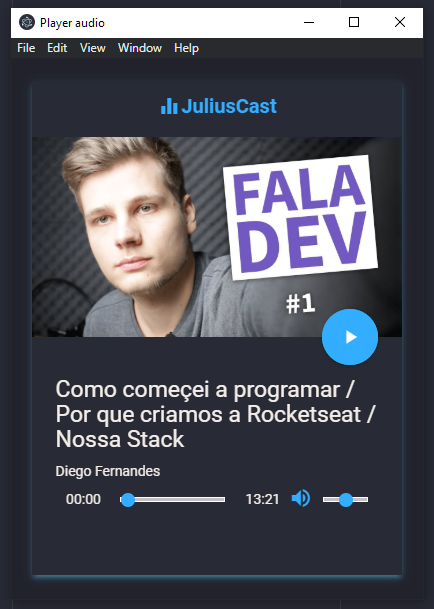 Player audio
File Edit View Window Help
JuliusCast
FALA
DEV
#1
Como começei a programar /
Por que criamos a Rocketseat /
Nossa Stack
Diego Fernandes
00:00 13:21